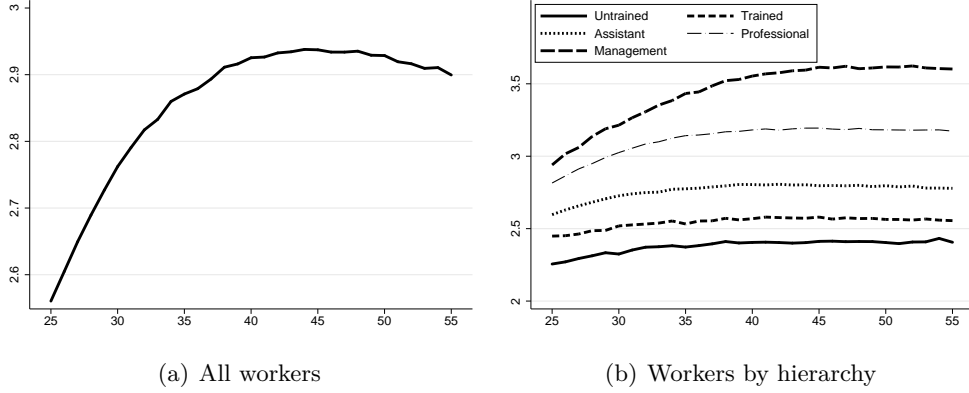 3
2.9
2.8
2.7
2.6
25 30 35 40 45 50 55
(a) All workers
Untrained Trained
Assistant Professional
Management
3.5
3
2.5
2
25 30 35 40 45 50 55
(b) Workers by hierarchy